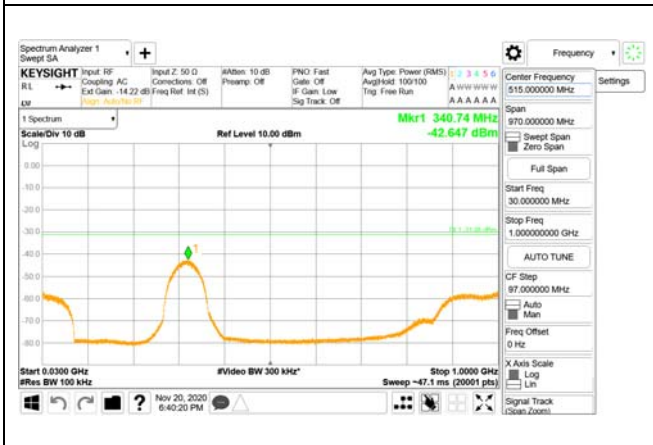 Spectrum Analyzer 1
Swept SA
Frequency
KEYSIGHT
Input: RF
Input Z: 50 Ω
#Atten: 10 dB
PNO: Fast
Avg Type: Power (RMS)
1 2 3 4 5 6
RL
Coupling: AC
Corrections: Off
Preamp: Off
Gate: Off
Avg|Hold: 100/100
A WW WW W
Ext Gain: -14.22 dB
Freq Ref: Int (S)
IF Gain: Low
Trig: Free Run
Align: Auto/No RF
Sig Track: Off
A A A A A A
Center Frequency
515.000000 MHz
Settings
Span
970.000000 MHz
Swept Span
Zero Span
Full Span
Start Freq
30.000000 MHz
Stop Freq
1.000000000 GHz
AUTO TUNE
CF Step
97.000000 MHz
Auto
Man
Freq Offset
0 Hz
X Axis Scale
Log
Lin
Signal Track
(Span Zoom)
1 Spectrum
Mkr1 340.74 MHz
Scale/Div 10 dB
Ref Level 10.00 dBm
-42.647 dBm
Log
0.00
-10.0
-20.0
-30.0
-40.0
-50.0
-60.0
-70.0
-80.0
1
Start 0.0300 GHz
#Video BW 300 kHz*
Stop 1.0000 GHz
#Res BW 100 kHz
Sweep ~47.1 ms (20001 pts)
?
Nov 20, 2020
6:40:20 PM